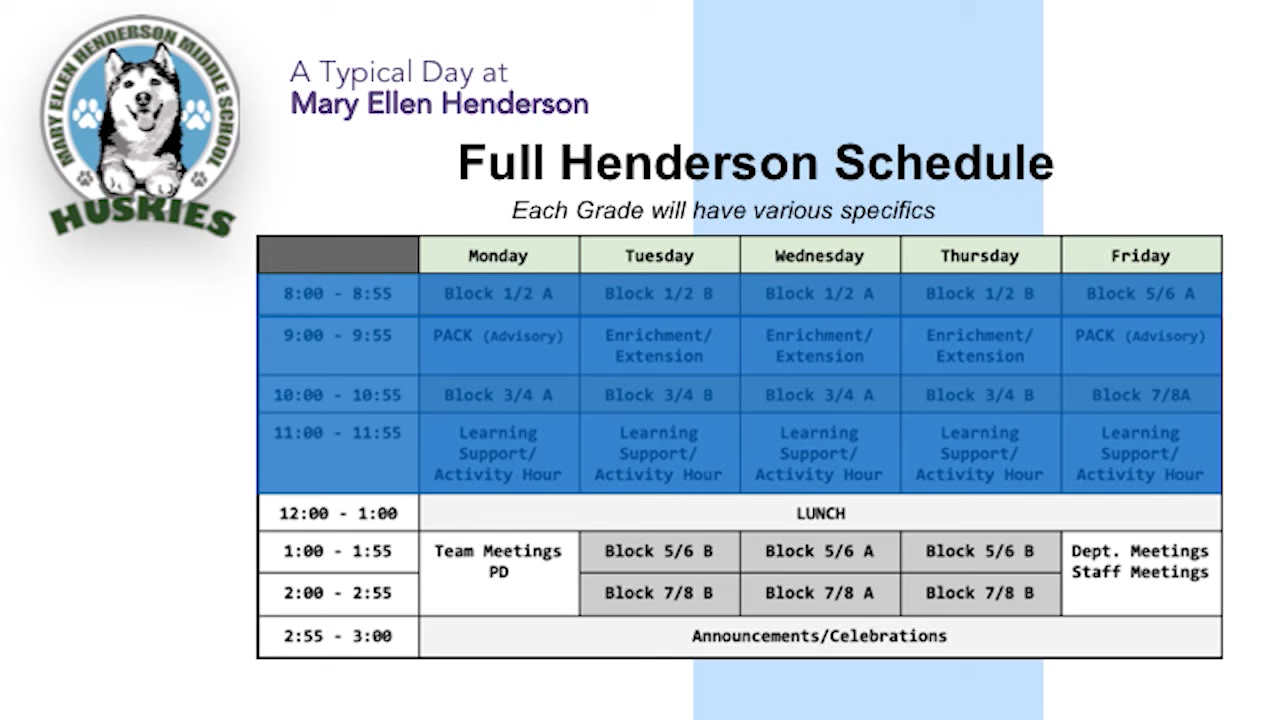 MARY ELLEN HENDERSON MIDDLE SCHOOL
HUSKIES
A Typical Day at
Mary Ellen Henderson
Full Henderson Schedule
Each Grade will have various specifics
Monday Tuesday Wednesday Thursday Friday
8:00 - 8:55 Block 1/2 A Block 1/2 B Block 1/2 A Block 1/2 B Block 5/6 A
9:00 - 9:55 PACK (Advisory) Enrichment/ Enrichment/ Enrichment/ PACK (Advisory)
Extension Extension Extension
10:00 - 10:55 Block 3/4 A Block 3/4 B Block 3/4 A Block 3/4 B Block 7/8A
11:00 - 11:55 Learning Learning Learning Learning Learning
Support/ Support/ Support/ Support/ Support/
Activity Hour Activity Hour Activity Hour Activity Hour Activity Hour
12:00 - 1:00 LUNCH
1:00 - 1:55 Team Meetings Block 5/6 B Block 5/6 A Block 5/6 B Dept. Meetings
PD Staff Meetings
2:00 - 2:55 Block 7/8 B Block 7/8 A Block 7/8 B
2:55 - 3:00 Announcements/Celebrations